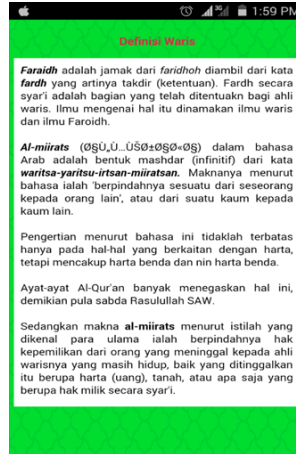 3G 1:59 PM
Definisi Waris
Faraidh adalah jamak dari faridhoh diambil dari kata
fardh yang artinya takdir (ketentuan). Fardh secara
syar'i adalah bagian yang telah ditentuakn bagi ahli
waris. Ilmu mengenai hal itu dinamakan ilmu waris
dan ilmu Faroidh.
Al-miirats (Ø§Ù„Ù…ÙŠØ±Ø§Ø«Ø§) dalam bahasa
Arab adalah bentuk mashdar (infinitif) dari kata
waritsa-yaritsu-irtsan-miiratsan. Maknanya menurut
bahasa ialah 'berpindahnya sesuatu dari seseorang
kepada orang lain', atau dari suatu kaum kepada
kaum lain.
Pengertian menurut bahasa ini tidaklah terbatas
hanya pada hal-hal yang berkaitan dengan harta,
tetapi mencakup harta benda dan nin harta benda.
Ayat-ayat Al-Qur'an banyak menegaskan hal ini,
demikian pula sabda Rasulullah SAW.
Sedangkan makna al-miirats menurut istilah yang
dikenal para ulama ialah berpindahnya hak
kepemilikan dari orang yang meninggal kepada ahli
warisnya yang masih hidup, baik yang ditinggalkan
itu berupa harta (uang), tanah, atau apa saja yang
berupa hak milik secara syar'i.